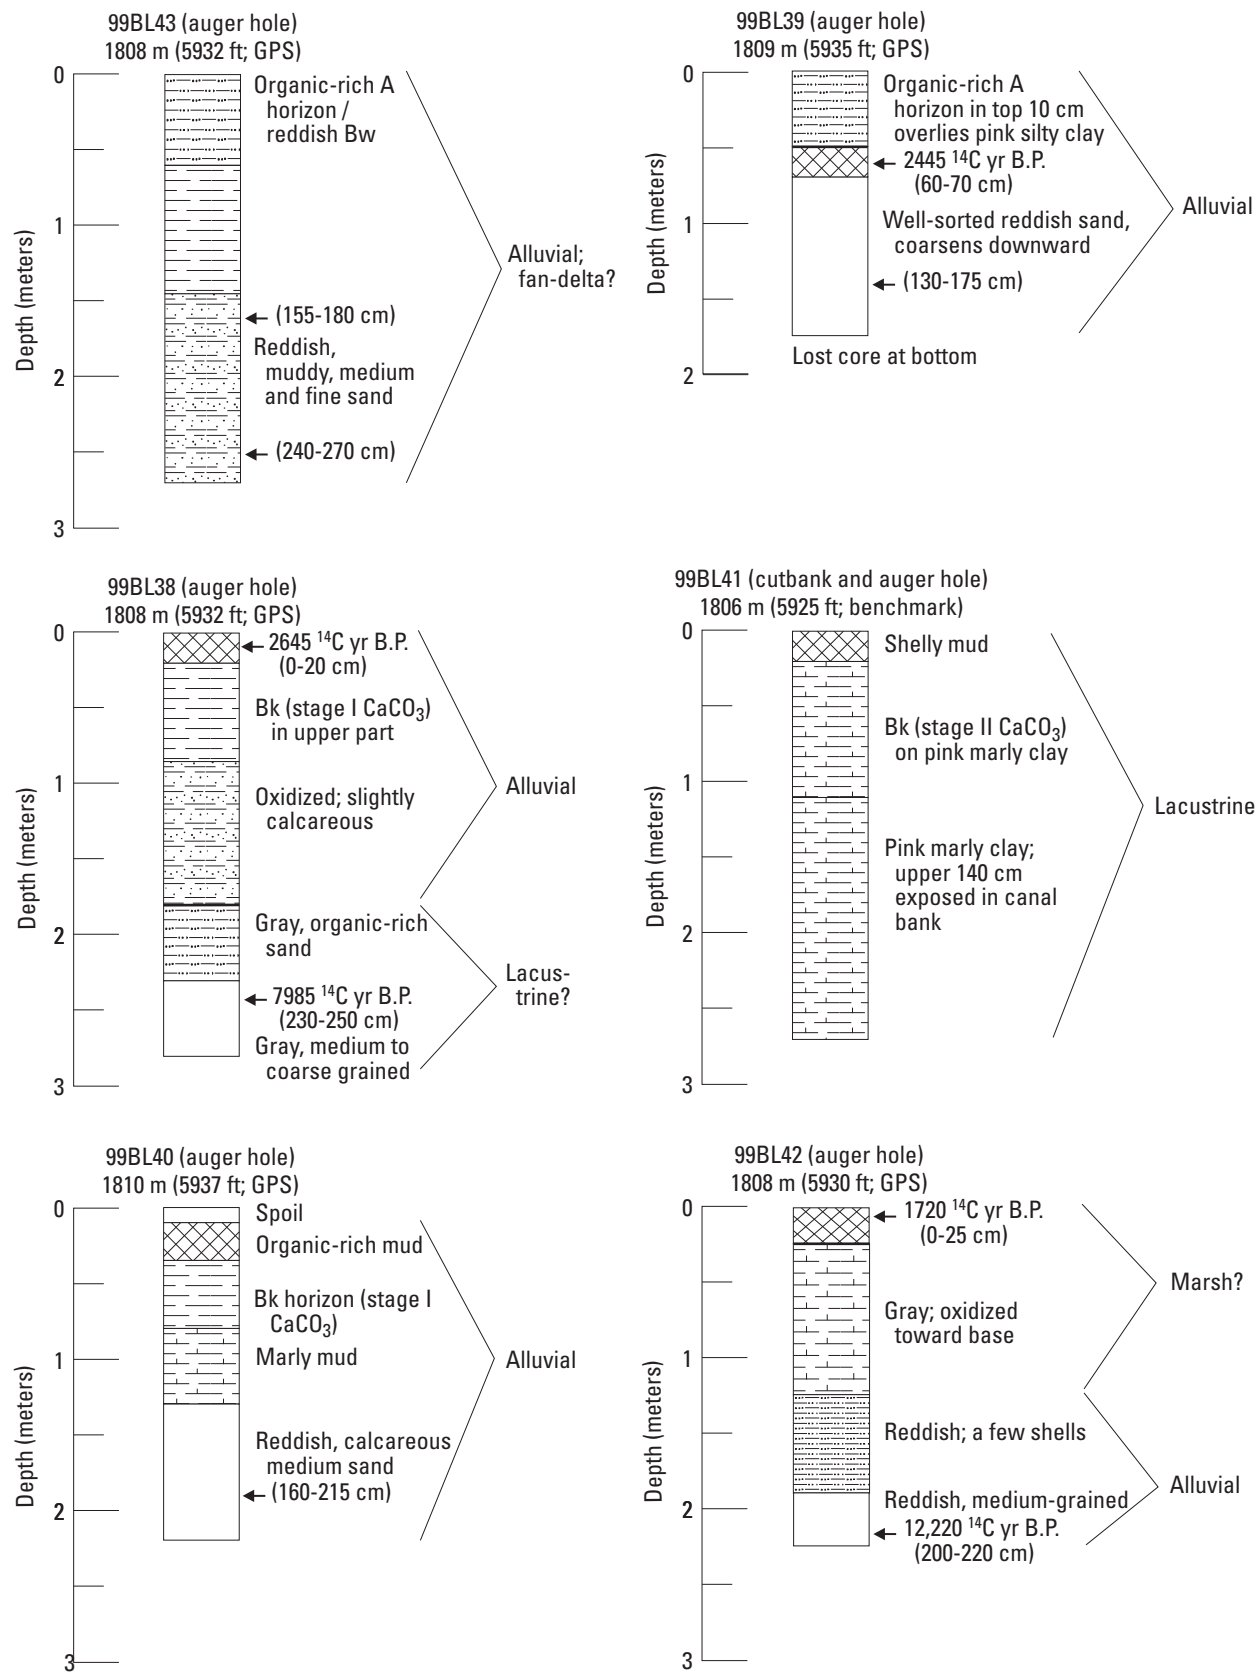 99BL43 (auger hole)
1808 m (5932 ft; GPS)
0
1
2
3
Depth (meters)
Organic-rich A
horizon /
reddish Bw
(155-180 cm)
Reddish,
muddy, medium
and fine sand
(240-270 cm)
Alluvial;
fan-delta?
99BL39 (auger hole)
1809 m (5935 ft; GPS)
0
1
2
Depth (meters)
Organic-rich A
horizon in top 10 cm
overlies pink silty clay
2445 ¹⁴C yr B.P.
(60-70 cm)
Well-sorted reddish sand,
coarsens downward
(130-175 cm)
Lost core at bottom
Alluvial
99BL38 (auger hole)
1808 m (5932 ft; GPS)
0
1
2
3
Depth (meters)
2645 ¹⁴C yr B.P.
(0-20 cm)
Bk (stage I CaCO₃)
in upper part
Oxidized; slightly
calcareous
Alluvial
Gray, organic-rich
sand
7985 ¹⁴C yr B.P.
(230-250 cm)
Gray, medium to
coarse grained
Lacus-
trine?
99BL41 (cutbank and auger hole)
1806 m (5925 ft; benchmark)
0
1
2
3
Depth (meters)
Shelly mud
Bk (stage II CaCO₃)
on pink marly clay
Pink marly clay;
upper 140 cm
exposed in canal
bank
Lacustrine
99BL40 (auger hole)
1810 m (5937 ft; GPS)
0
1
2
3
Depth (meters)
Spoil
Organic-rich mud
Bk horizon (stage I
CaCO₃)
Marly mud
Reddish, calcareous
medium sand
(160-215 cm)
Alluvial
99BL42 (auger hole)
1808 m (5930 ft; GPS)
0
1
2
3
Depth (meters)
1720 ¹⁴C yr B.P.
(0-25 cm)
Gray; oxidized
toward base
Marsh?
Reddish; a few shells
Reddish, medium-grained
12,220 ¹⁴C yr B.P.
(200-220 cm)
Alluvial